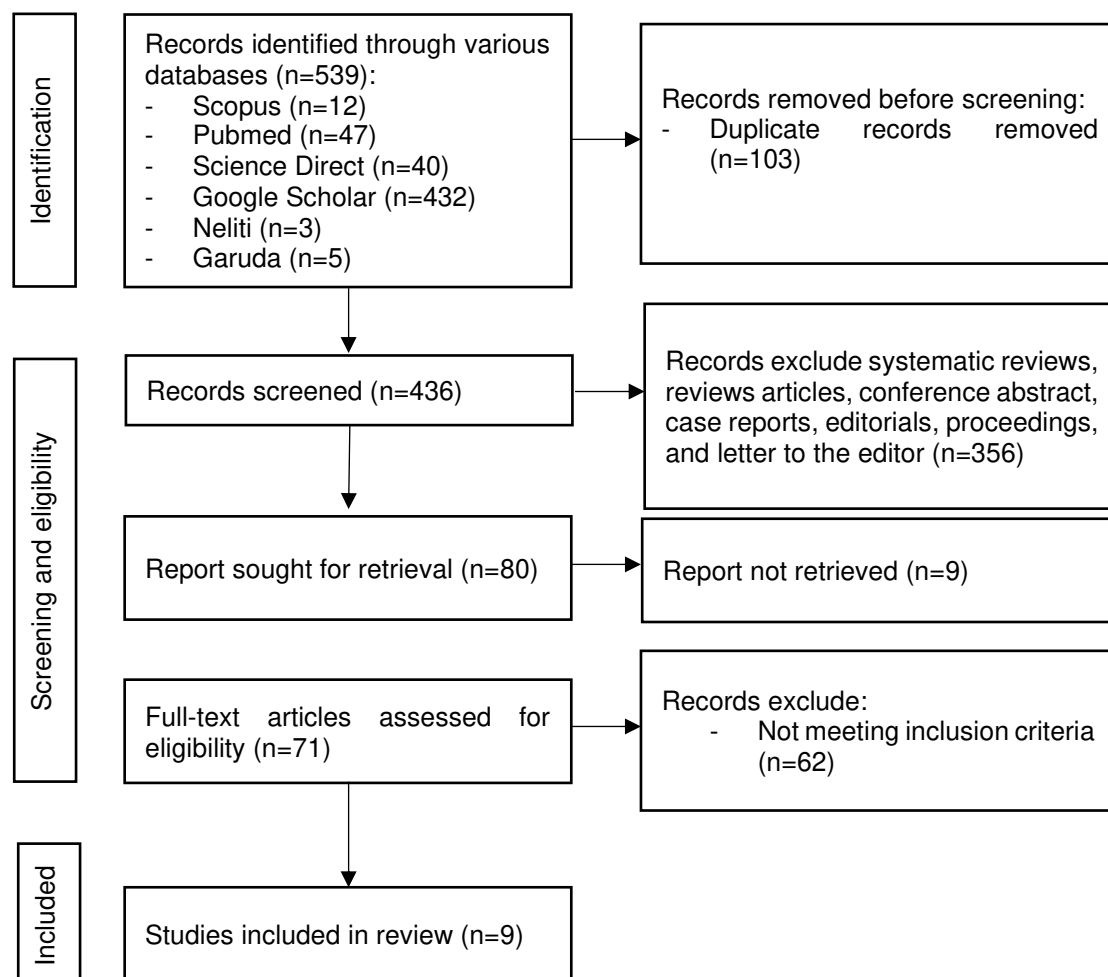 Identification
Records identified through various
databases (n=539):
- Scopus (n=12)
- Pubmed (n=47)
- Science Direct (n=40)
- Google Scholar (n=432)
- Neliti (n=3)
- Garuda (n=5)
Records removed before screening:
- Duplicate records removed
(n=103)
Screening and eligibility
Records screened (n=436)
Records exclude systematic reviews,
reviews articles, conference abstract,
case reports, editorials, proceedings,
and letter to the editor (n=356)
Report sought for retrieval (n=80)
Report not retrieved (n=9)
Full-text articles assessed for
eligibility (n=71)
Records exclude:
- Not meeting inclusion criteria
(n=62)
Included
Studies included in review (n=9)